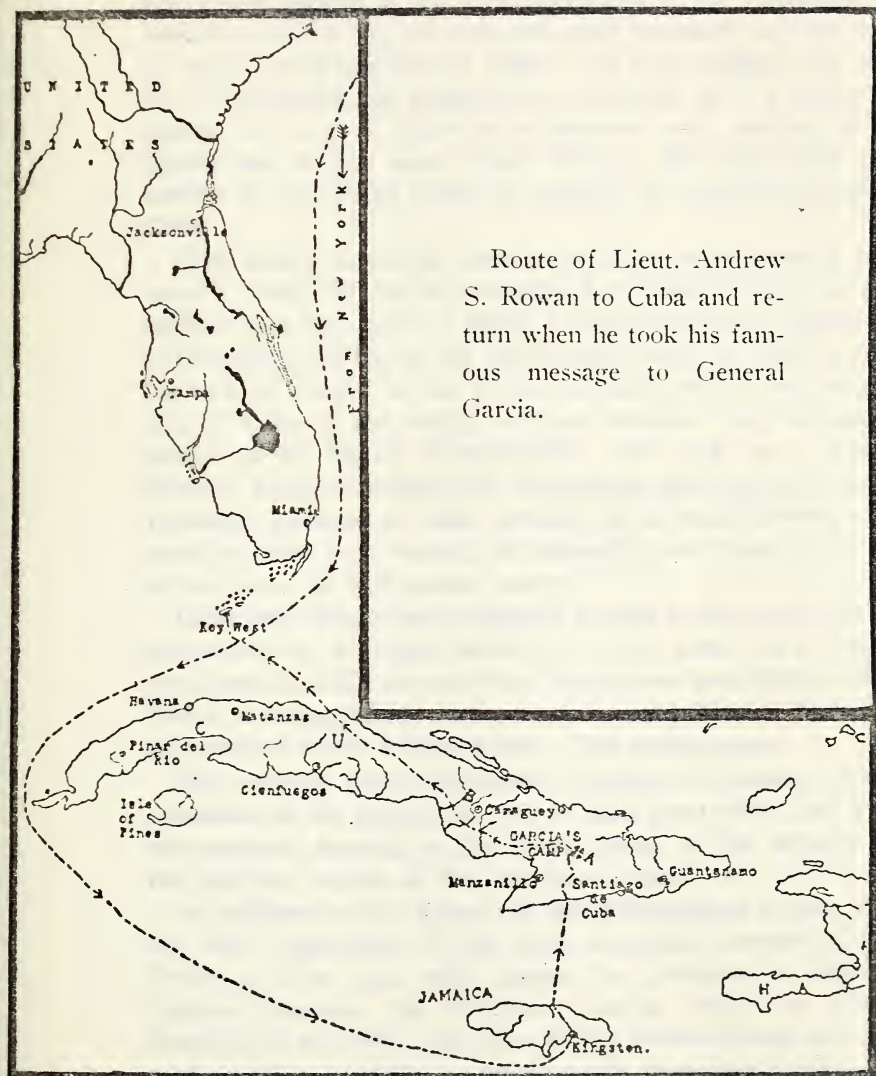 UNITED
STATES
Jacksonville
From NEW YORK
Tampa
Miami
Key West
Route of Lieut. Andrew
S. Rowan to Cuba and re-
turn when he took his fam-
ous message to General
Garcia.
Havana
Matanzas
C U B A
Pinar del
Rio
Cienfuegos
Isle
of
Pines
Camaguey
GARCIA'S
CAMP
Manzanillo
Santiago
de
Cuba
Guantanamo
JAMAICA
Kingsten.
H A